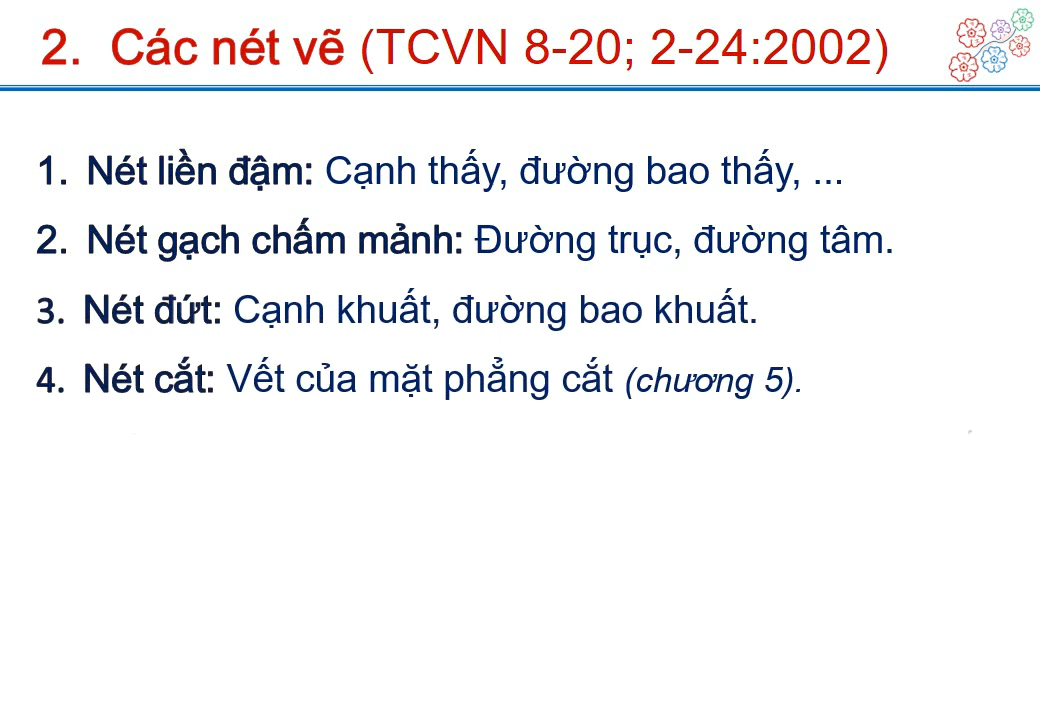 2. Các nét vẽ (TCVN 8-20; 2-24:2002)
1. Nét liền đậm: Cạnh thấy, đường bao thấy, ...
2. Nét gạch chấm mảnh: Đường trục, đường tâm.
3. Nét đứt: Cạnh khuất, đường bao khuất.
4. Nét cắt: Vết của mặt phẳng cắt (chương 5).